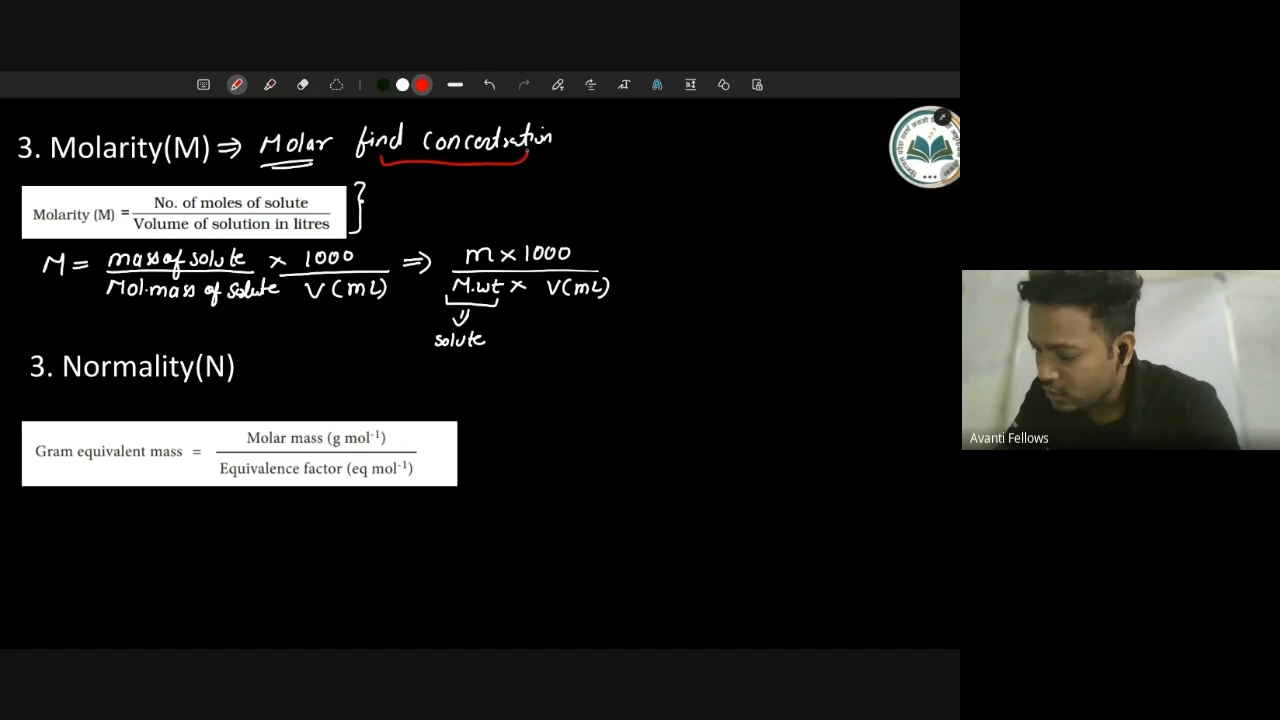 3. Molarity(M) ⇒ Molar find concentration
Molarity (M) = No. of moles of solute / Volume of solution in litres
M = mass of solute / Mol. mass of solute × 1000 / V(mL) ⇒ m × 1000 / M.wt × V(mL)
solute
3. Normality(N)
Gram equivalent mass = Molar mass (g mol⁻¹) / Equivalence factor (eq mol⁻¹)
Avanti Fellows